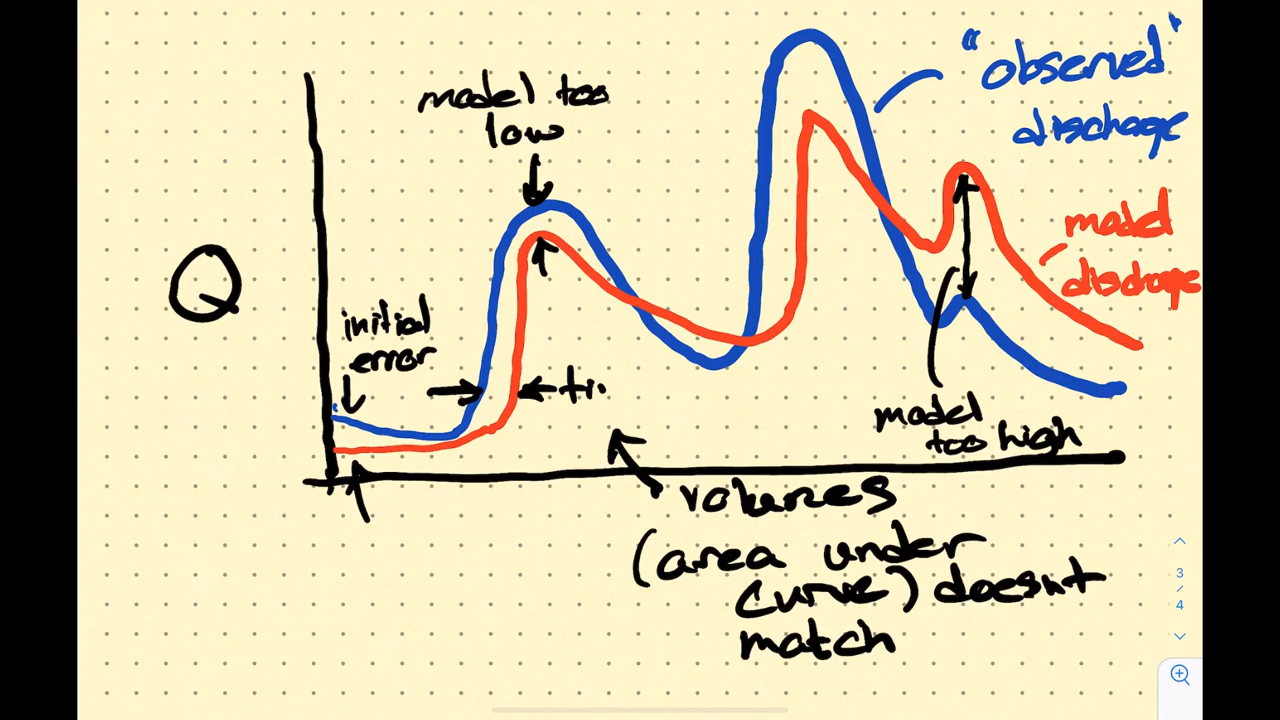 "observed"
discharge
model too
low
Q
model
discharge
initial
error
ti.
model
too high
volumes
(area under
curve) doesn't
match
3
/
4